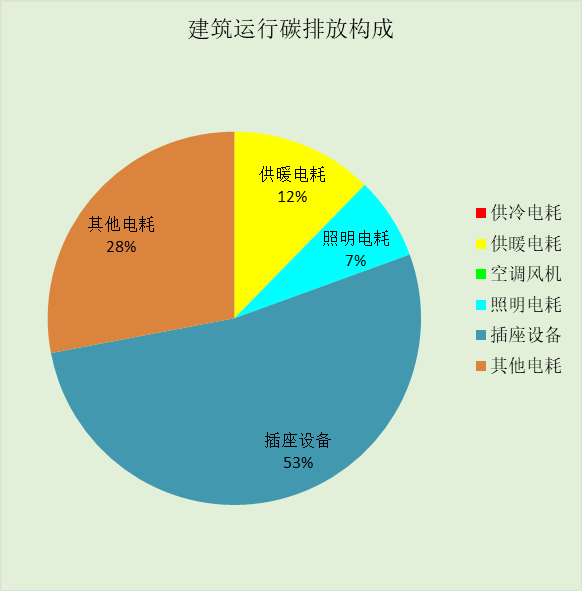 建筑运行碳排放构成
供暖电耗
12%
其他电耗
28%
照明电耗
7%
插座设备
53%
供冷电耗
供暖电耗
空调风机
照明电耗
插座设备
其他电耗